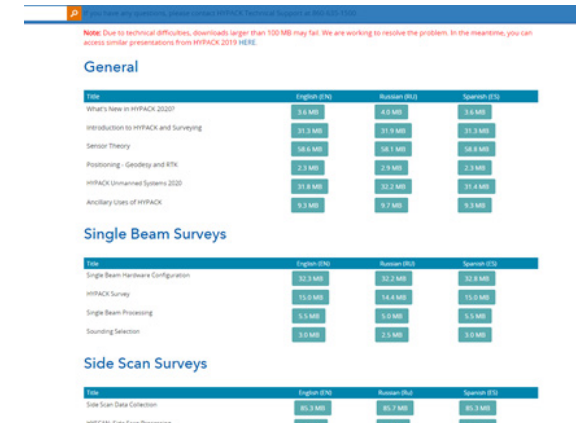 If you have any questions, please contact HYPACK Technical Support at
Note: Due to technical difficulties, downloads larger than 100 MB may fail. We are working to resolve the problem. In the meantime, you can
access similar presentations from HYPACK 2019 HERE.
General
Title English (EN) Russian (RU) Spanish (ES)
What's New in HYPACK 2020? 3.6 MB 4.0 MB 3.6 MB
Introduction to HYPACK and Surveying 31.3 MB 31.9 MB 31.3 MB
Sensor Theory 58.6 MB 58.1 MB 58.8 MB
Positioning - Geodesy and RTK 2.3 MB 2.9 MB 2.3 MB
HYPACK Unmanned Systems 2020 31.8 MB 32.2 MB 31.4 MB
Ancillary Uses of HYPACK 9.3 MB 9.7 MB 9.3 MB
Single Beam Surveys
Title English (EN) Russian (RU) Spanish (ES)
Single Beam Hardware Configuration 32.3 MB 32.2 MB 32.8 MB
HYPACK Survey 15.0 MB 14.4 MB 15.0 MB
Single Beam Processing 5.5 MB 5.0 MB 5.5 MB
Sounding Selection 3.0 MB 2.5 MB 3.0 MB
Side Scan Surveys
Title English (EN) Russian (Ru) Spanish (ES)
Side Scan Data Collection 85.3 MB 85.7 MB 85.3 MB